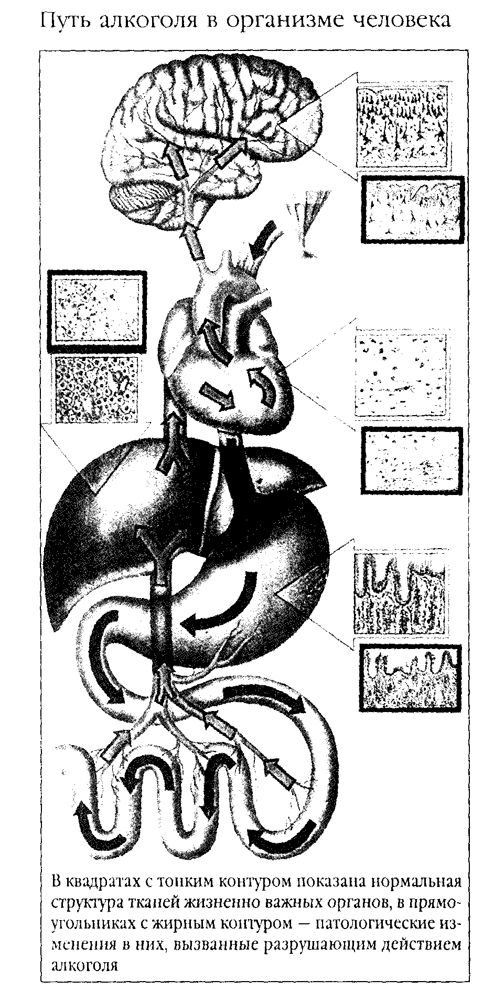 Путь алкоголя в организме человека
В квадратах с тонким контуром показана нормальная
структура тканей жизненно важных органов, в прямо-
угольниках с жирным контуром — патологические из-
менения в них, вызванные разрушающим действием
алкоголя